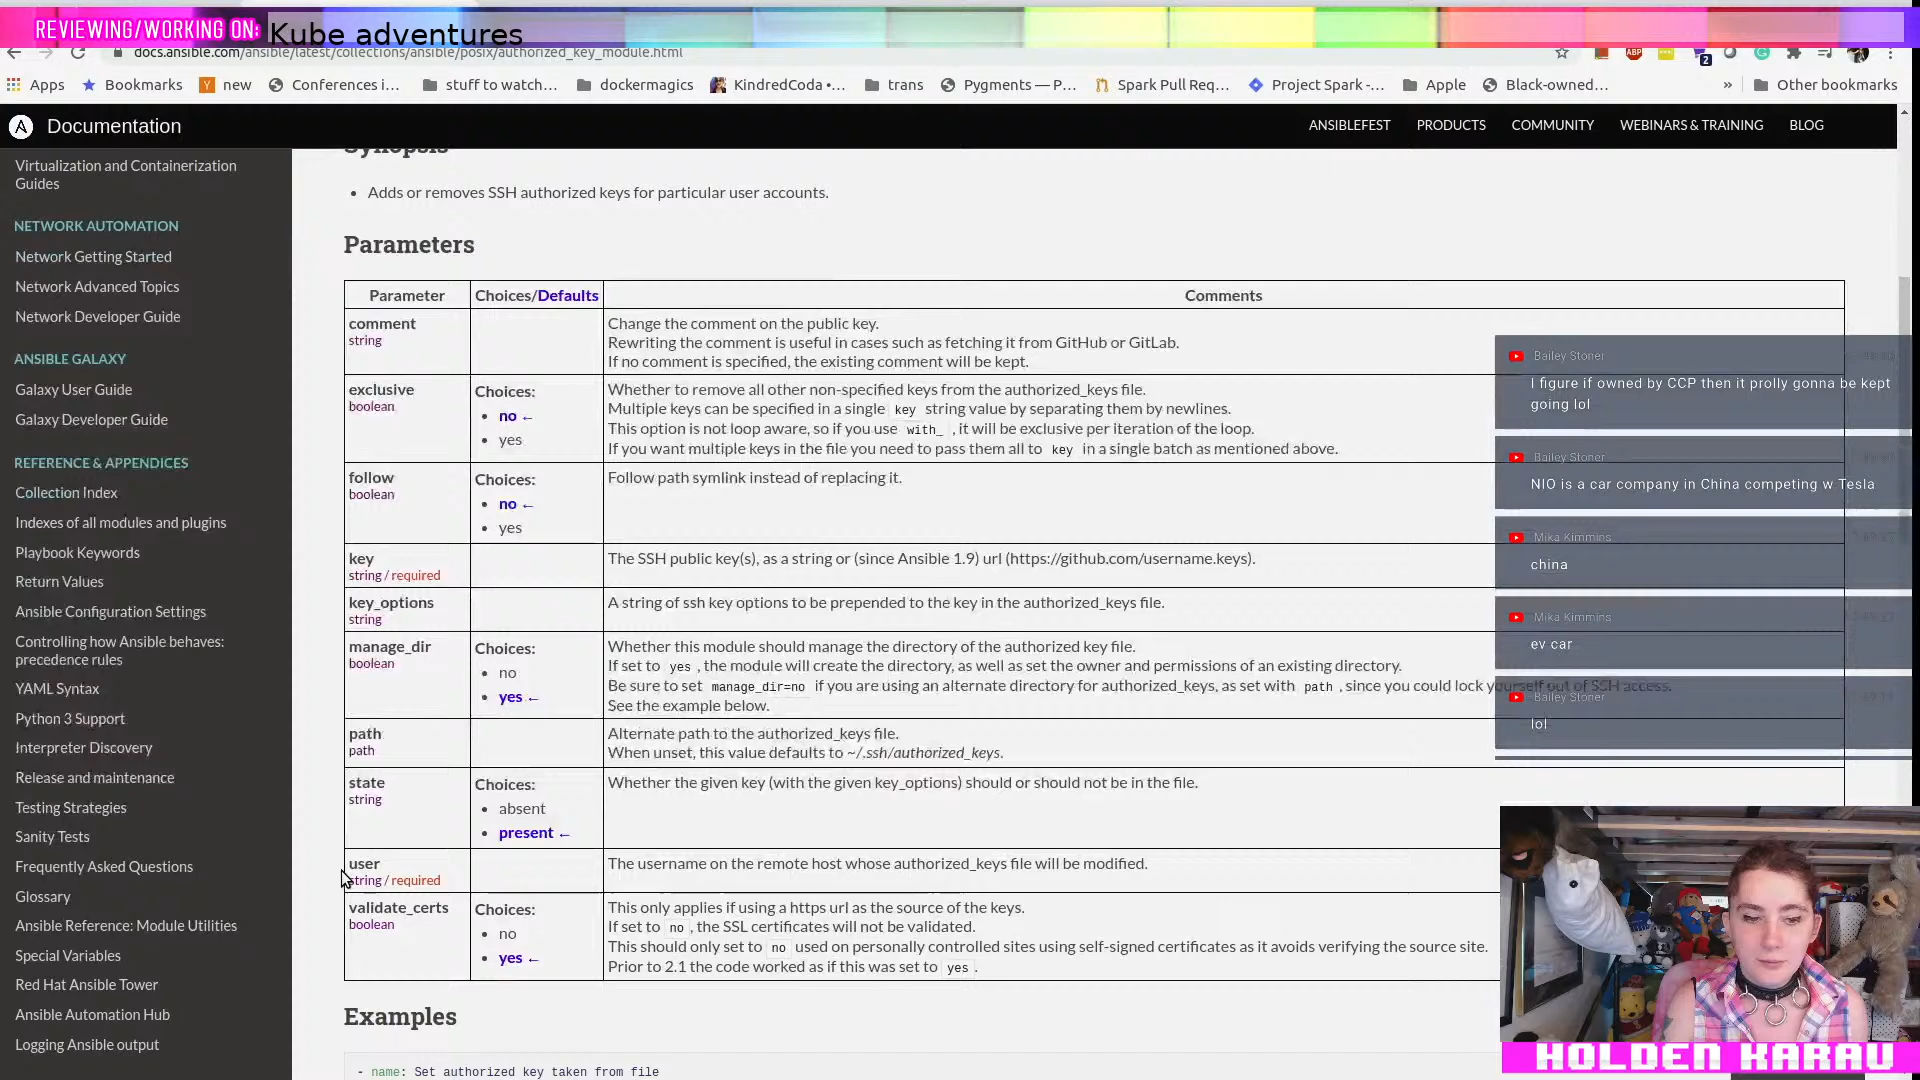 REVIEWING/WORKING ON: Kube adventures
docs.ansible.com/ansible/latest/collections/ansible/posix/authorized_key_module.html
ABP
2
Apps Bookmarks Y new Conferences i… stuff to watch… dockermagics KindredCoda •… trans Pygments — P… Spark Pull Req… Project Spark -… Apple Black-owned… » Other bookmarks
A Documentation ANSIBLEFEST PRODUCTS COMMUNITY WEBINARS & TRAINING BLOG
Virtualization and Containerization
Guides
NETWORK AUTOMATION
Network Getting Started
Network Advanced Topics
Network Developer Guide
ANSIBLE GALAXY
Galaxy User Guide
Galaxy Developer Guide
REFERENCE & APPENDICES
Collection Index
Indexes of all modules and plugins
Playbook Keywords
Return Values
Ansible Configuration Settings
Controlling how Ansible behaves:
precedence rules
YAML Syntax
Python 3 Support
Interpreter Discovery
Release and maintenance
Testing Strategies
Sanity Tests
Frequently Asked Questions
Glossary
Ansible Reference: Module Utilities
Special Variables
Red Hat Ansible Tower
Ansible Automation Hub
Logging Ansible output
Synopsis
• Adds or removes SSH authorized keys for particular user accounts.
Parameters
Parameter Choices/Defaults Comments
comment
string
Change the comment on the public key.
Rewriting the comment is useful in cases such as fetching it from GitHub or GitLab.
If no comment is specified, the existing comment will be kept.
exclusive
boolean
Choices:
• no ←
• yes
Whether to remove all other non-specified keys from the authorized_keys file.
Multiple keys can be specified in a single key string value by separating them by newlines.
This option is not loop aware, so if you use with_ , it will be exclusive per iteration of the loop.
If you want multiple keys in the file you need to pass them all to key in a single batch as mentioned above.
follow
boolean
Choices:
• no ←
• yes
Follow path symlink instead of replacing it.
key
string / required
The SSH public key(s), as a string or (since Ansible 1.9) url (https://github.com/username.keys).
key_options
string
A string of ssh key options to be prepended to the key in the authorized_keys file.
manage_dir
boolean
Choices:
• no
• yes ←
Whether this module should manage the directory of the authorized key file.
If set to yes , the module will create the directory, as well as set the owner and permissions of an existing directory.
Be sure to set manage_dir=no if you are using an alternate directory for authorized_keys, as set with path , since you could lock yourself out of SSH access.
See the example below.
path
path
Alternate path to the authorized_keys file.
When unset, this value defaults to ~/.ssh/authorized_keys.
state
string
Choices:
• absent
• present ←
Whether the given key (with the given key_options) should or should not be in the file.
user
string / required
The username on the remote host whose authorized_keys file will be modified.
validate_certs
boolean
Choices:
• no
• yes ←
This only applies if using a https url as the source of the keys.
If set to no , the SSL certificates will not be validated.
This should only set to no used on personally controlled sites using self-signed certificates as it avoids verifying the source site.
Prior to 2.1 the code worked as if this was set to yes .
Examples
- name: Set authorized key taken from file
Bailey Stoner
I figure if owned by CCP then it prolly gonna be kept
going lol
Bailey Stoner
NIO is a car company in China competing w Tesla
Mika Kimmins
china
Mika Kimmins
ev car
Bailey Stoner
lol
HOLDEN KARAU